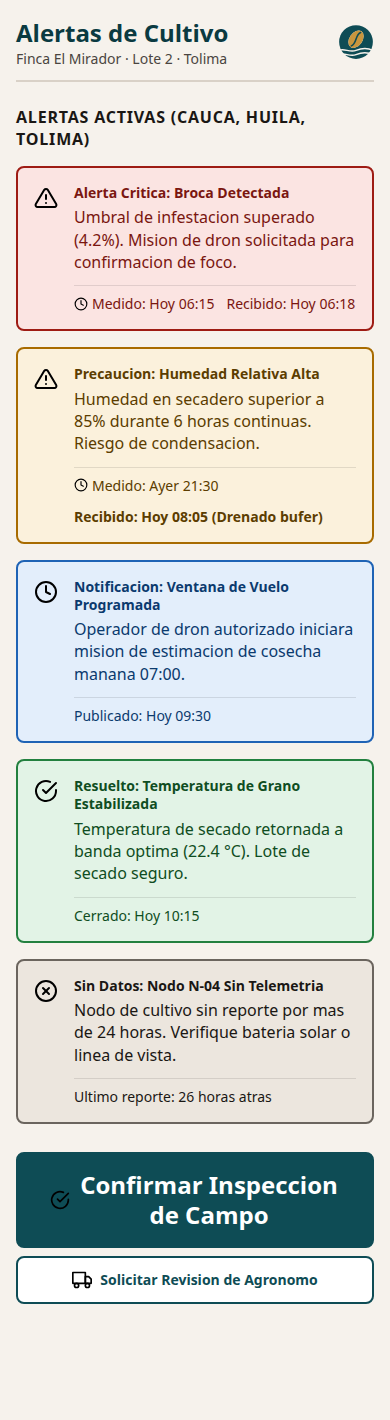 Alertas de Cultivo
Finca El Mirador · Lote 2 · Tolima
ALERTAS ACTIVAS (CAUCA, HUILA,
TOLIMA)
Alerta Critica: Broca Detectada
Umbral de infestacion superado
(4.2%). Mision de dron solicitada para
confirmacion de foco.
Medido: Hoy 06:15 Recibido: Hoy 06:18
Precaucion: Humedad Relativa Alta
Humedad en secadero superior a
85% durante 6 horas continuas.
Riesgo de condensacion.
Medido: Ayer 21:30
Recibido: Hoy 08:05 (Drenado bufer)
Notificacion: Ventana de Vuelo
Programada
Operador de dron autorizado iniciara
mision de estimacion de cosecha
manana 07:00.
Publicado: Hoy 09:30
Resuelto: Temperatura de Grano
Estabilizada
Temperatura de secado retornada a
banda optima (22.4 °C). Lote de
secado seguro.
Cerrado: Hoy 10:15
Sin Datos: Nodo N-04 Sin Telemetria
Nodo de cultivo sin reporte por mas
de 24 horas. Verifique bateria solar o
linea de vista.
Ultimo reporte: 26 horas atras
Confirmar Inspeccion
de Campo
Solicitar Revision de Agronomo